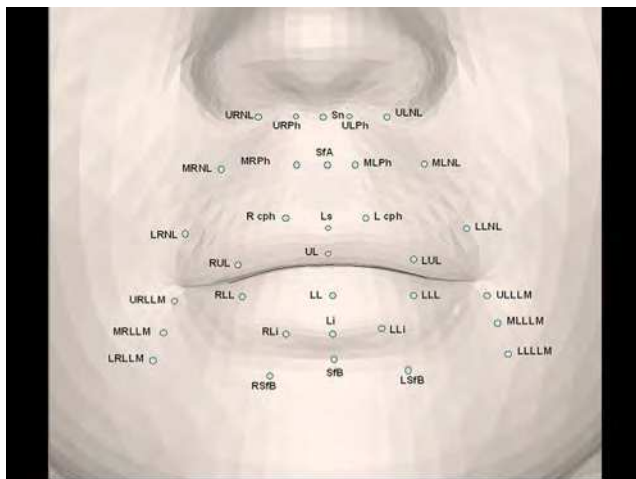 URNL URPh Sn ULPh ULNL
MRNL MRPh SfA MLPh MLNL
R cph Ls L cph
LRNL LLNL
RUL UL LUL
URLLM RLL LL LLL ULLLM
MRLLM RLi Li LLi MLLLM
LRLLM SfB LLLLM
RSfB LSfB